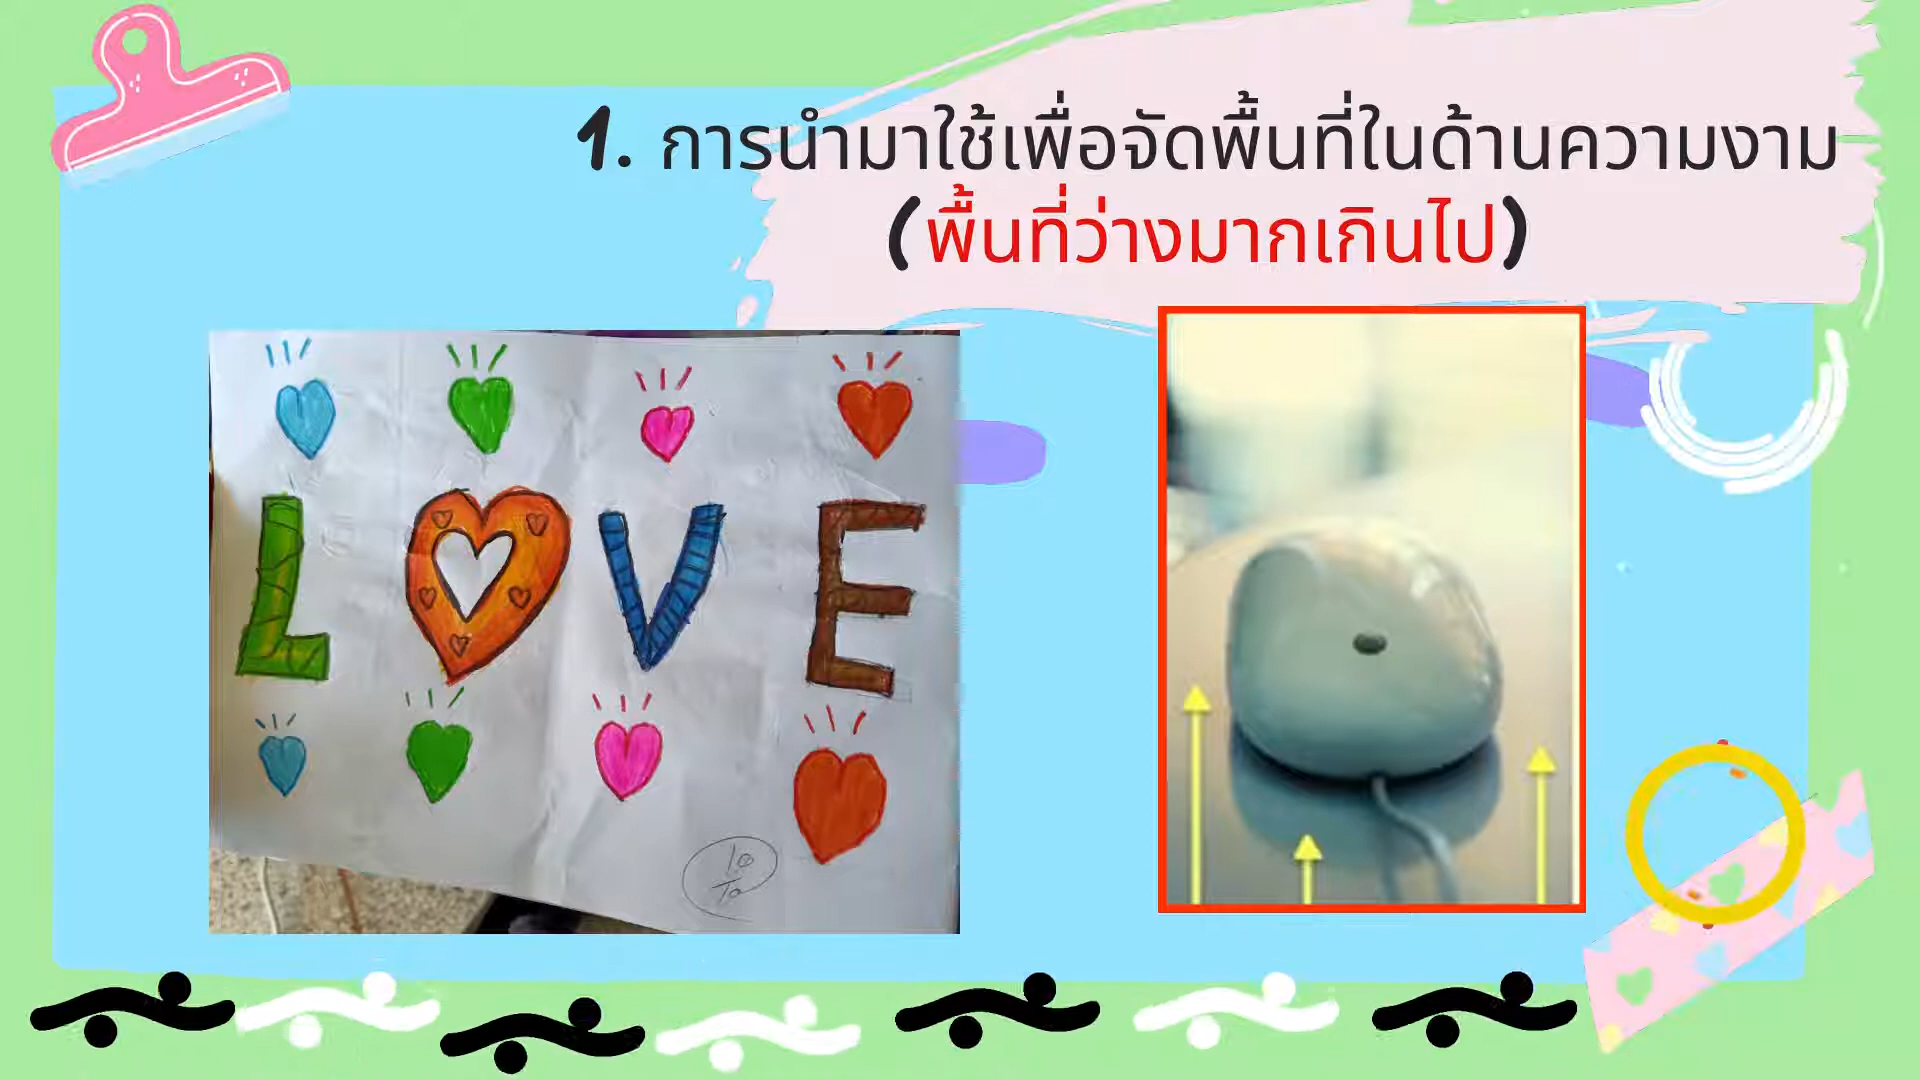 1. การนำมาใช้เพื่อจัดพื้นที่ในด้านความงาม
(พื้นที่ว่างมากเกินไป)
LOVE
10